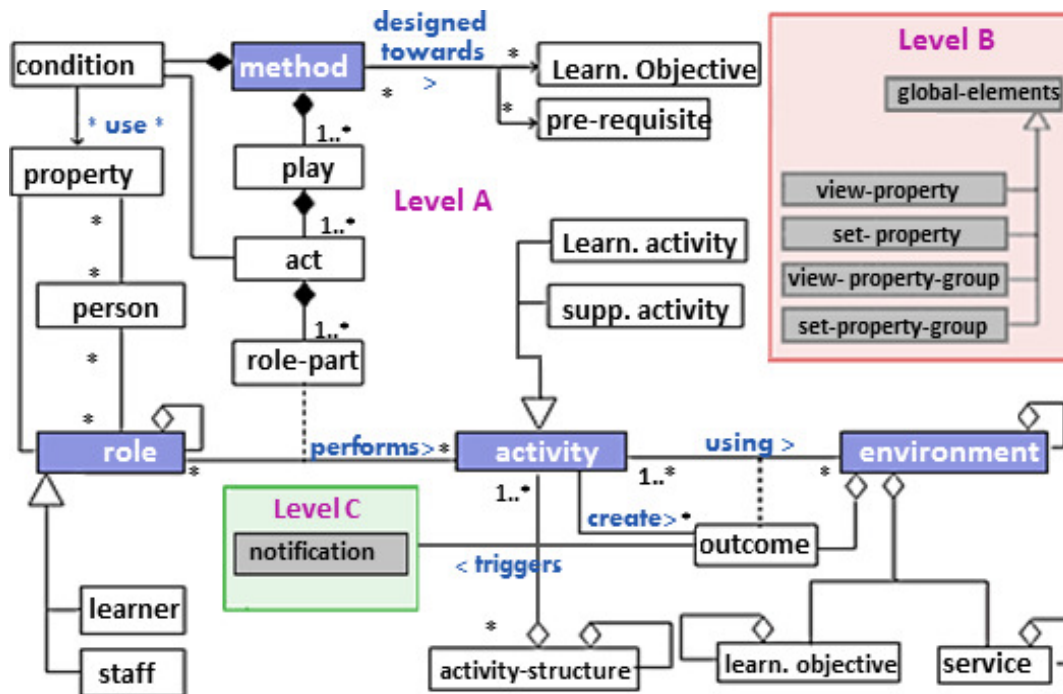 condition
method
designed
towards
>
*
*
Learn. Objective
*
pre-requisite
Level B
global-elements
view-property
set- property
view- property-group
set-property-group
* use *
property
1..*
play
Level A
1..*
act
Learn. activity
supp. activity
*
*
person
1..*
role-part
*
*
role
*
performs>
*
activity
using >
1..*
*
environment
1..*
Level C
notification
create>
*
outcome
< triggers
learner
staff
*
activity-structure
learn. objective
service